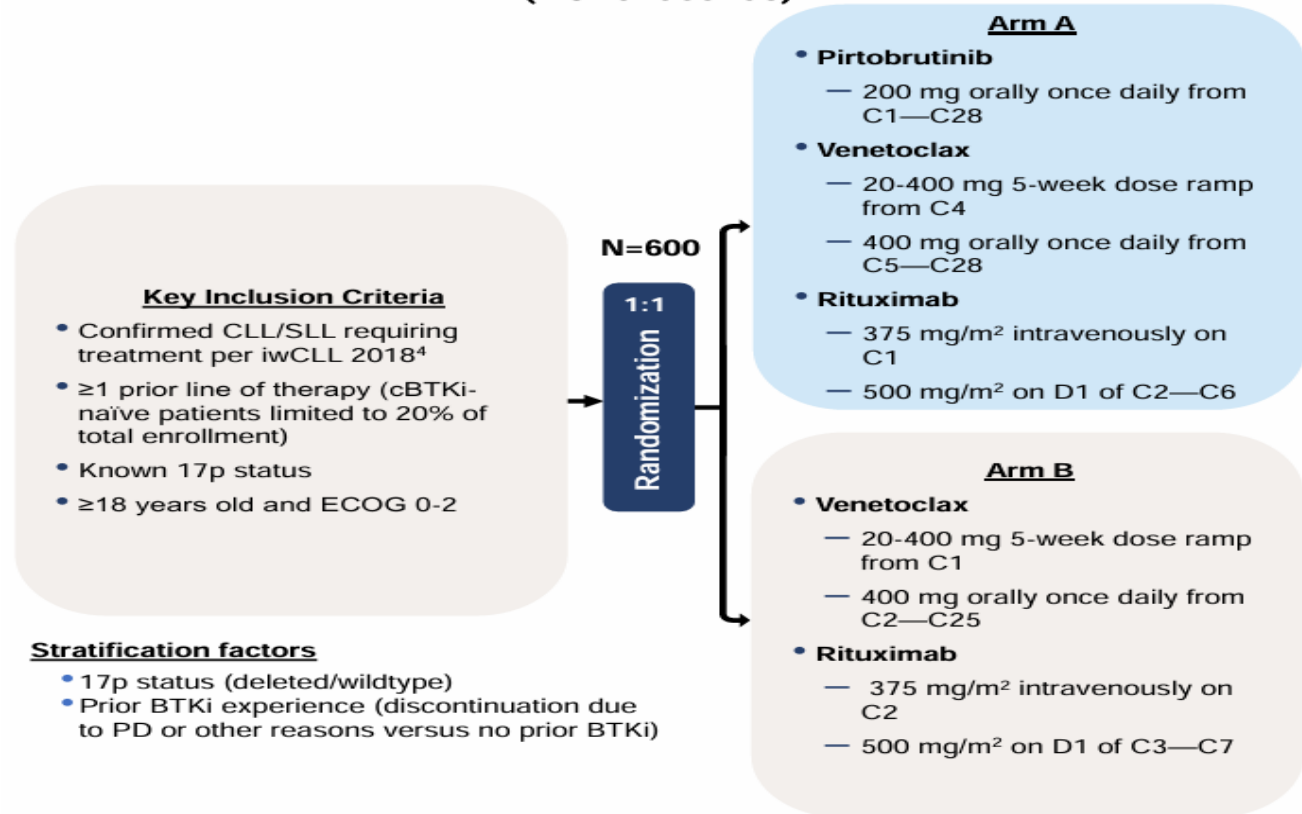 Key Inclusion Criteria
• Confirmed CLL/SLL requiring
treatment per iwCLL 2018⁴
• ≥1 prior line of therapy (cBTKi-
naïve patients limited to 20% of
total enrollment)
• Known 17p status
• ≥18 years old and ECOG 0-2
Stratification factors
• 17p status (deleted/wildtype)
• Prior BTKi experience (discontinuation due
to PD or other reasons versus no prior BTKi)
N=600
1:1
Randomization
Arm A
• Pirtobrutinib
— 200 mg orally once daily from
C1—C28
• Venetoclax
— 20-400 mg 5-week dose ramp
from C4
— 400 mg orally once daily from
C5—C28
• Rituximab
— 375 mg/m² intravenously on
C1
— 500 mg/m² on D1 of C2—C6
Arm B
• Venetoclax
— 20-400 mg 5-week dose ramp
from C1
— 400 mg orally once daily from
C2—C25
• Rituximab
— 375 mg/m² intravenously on
C2
— 500 mg/m² on D1 of C3—C7